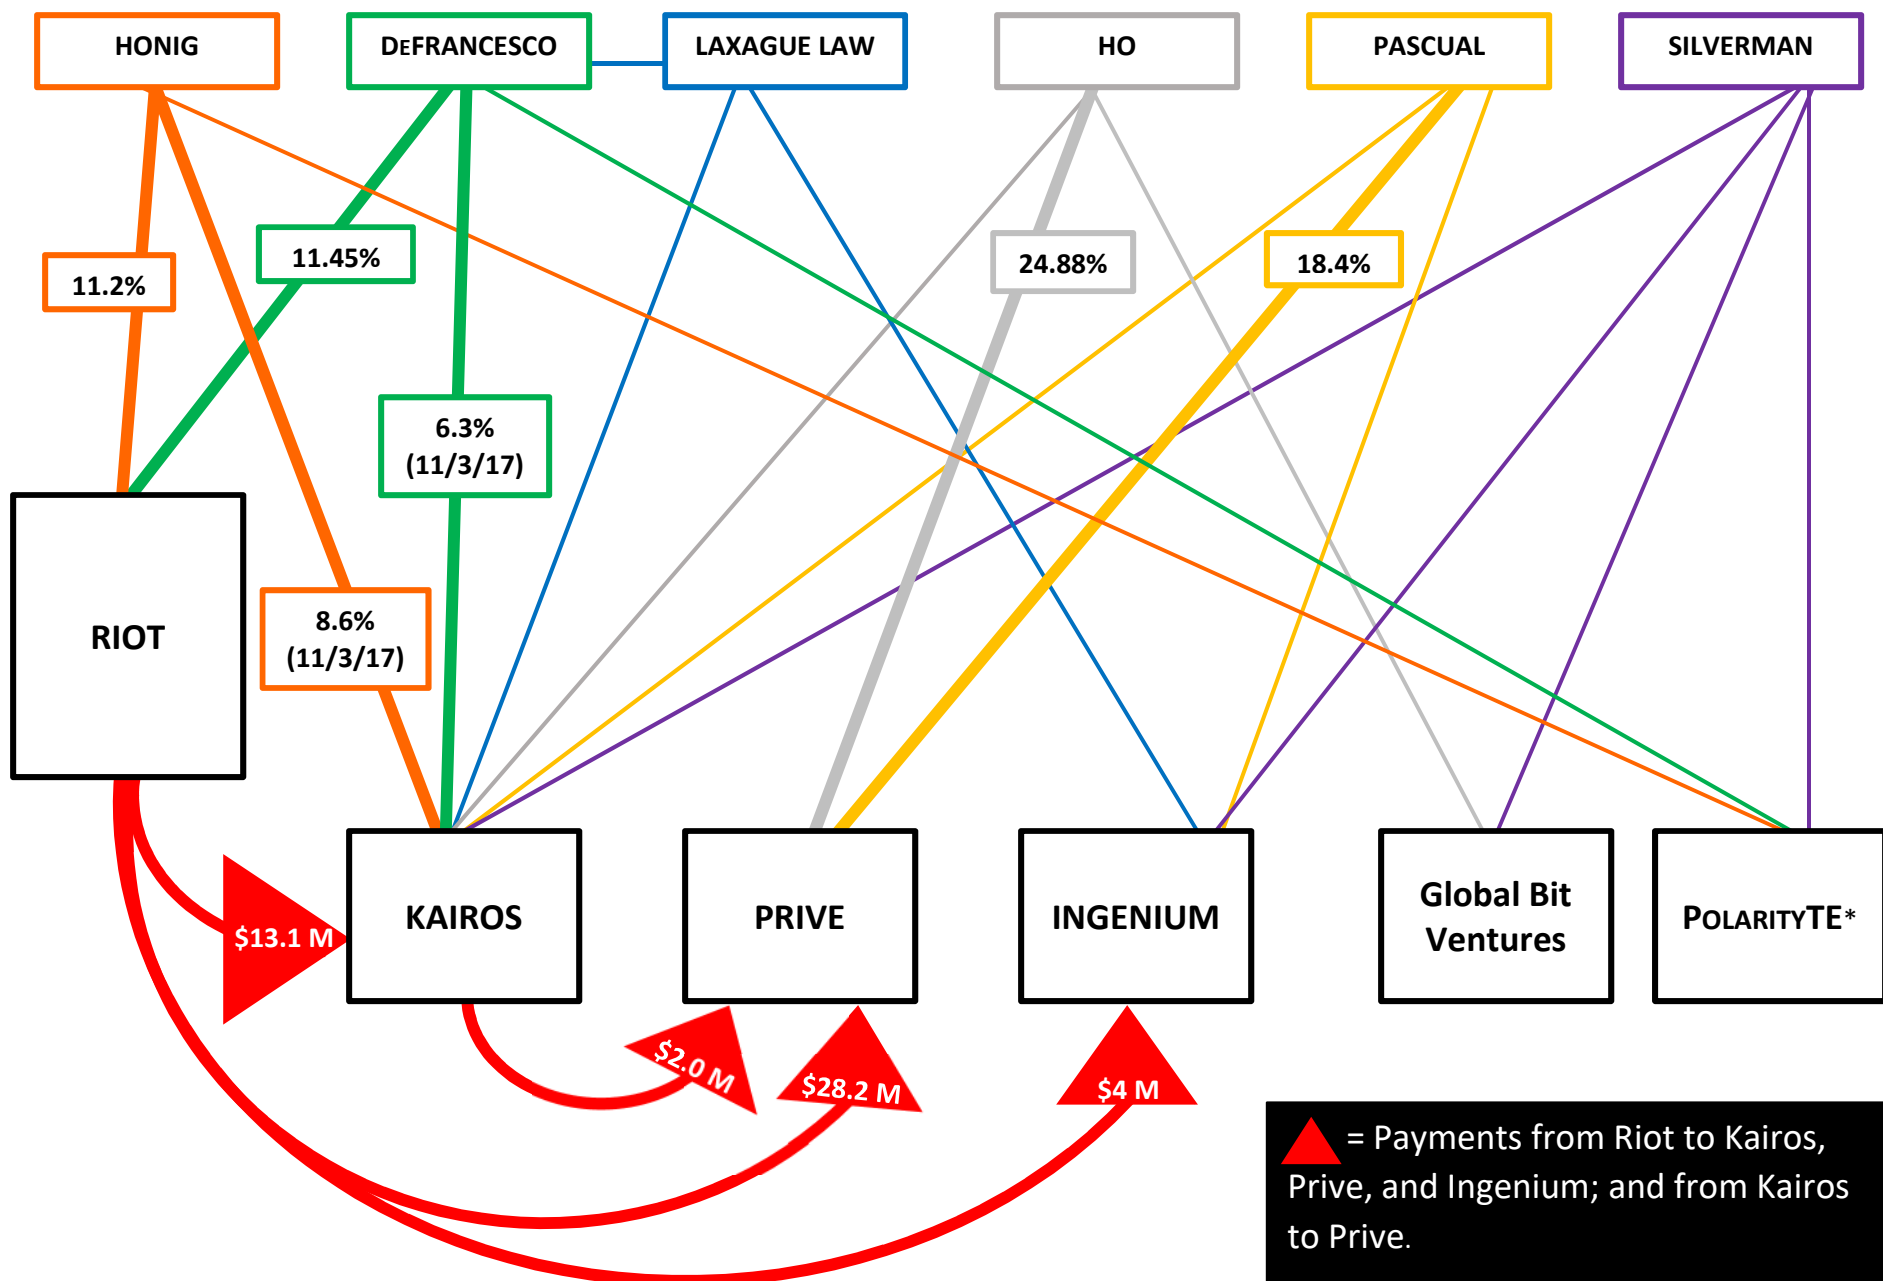 HONIG
DEFRANCESCO
LAXAGUE LAW
HO
PASCUAL
SILVERMAN
11.2%
11.45%
24.88%
18.4%
6.3%
(11/3/17)
8.6%
(11/3/17)
RIOT
KAIROS
PRIVE
INGENIUM
Global Bit
Ventures
POLARITYTE*
$13.1 M
$2.0 M
$28.2 M
$4 M
= Payments from Riot to Kairos,
Prive, and Ingenium; and from Kairos
to Prive.